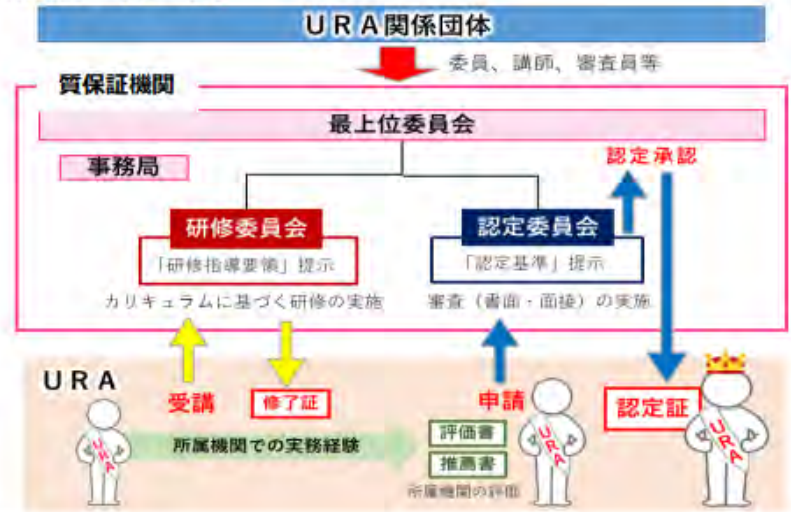 URA関係団体
委員、講師、審査員等
質保証機関
最上位委員会
事務局
認定承認
研修委員会
「研修指導要領」提示
カリキュラムに基づく研修の実施
認定委員会
「認定基準」提示
審査（書面・面接）の実施
URA
受講
修了証
申請
認定証
URA
所属機関での実務経験
評価書
推薦書
所属機関の評価
URA
URA